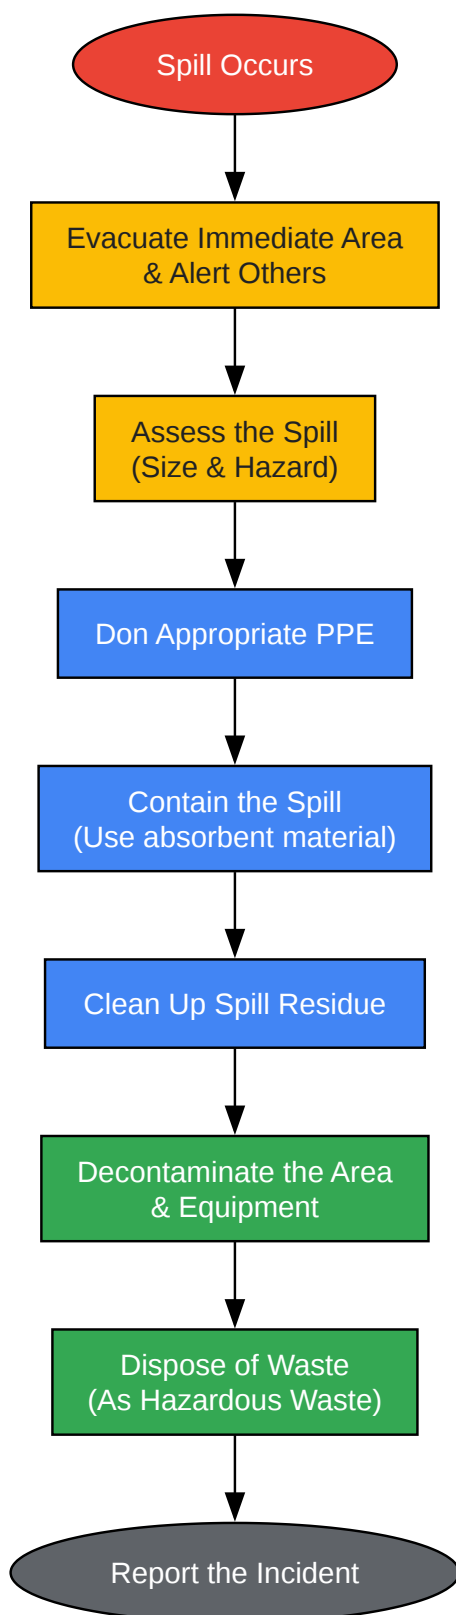 Spill Occurs
Evacuate Immediate Area
& Alert Others
Assess the Spill
(Size & Hazard)
Don Appropriate PPE
Contain the Spill
(Use absorbent material)
Clean Up Spill Residue
Decontaminate the Area
& Equipment
Dispose of Waste
(As Hazardous Waste)
Report the Incident